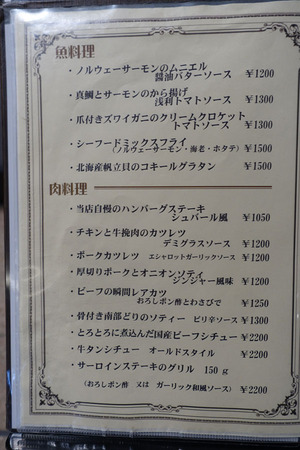 魚料理
・ノルウェーサーモンのムニエル
醤油バターソース ￥1200
・真鯛とサーモンのから揚げ
浅利トマトソース ￥1300
・爪付きズワイガニのクリームクロケット
トマトソース ￥1300
・シーフードミックスフライ
(ノルウェーサーモン・海老・ホタテ) ￥1500
・北海産帆立貝のコキールグラタン ￥1500
肉料理
・当店自慢のハンバーグステーキ
シュバール風 ￥1050
・チキンと牛挽肉のカツレツ
デミグラスソース ￥1200
・ポークカツレツ エシャロットガーリックソース ￥1200
・厚切りポークとオニオンソテイ
ジンジャー風味 ￥1200
・ビーフの瞬間レアカツ
おろしポン酢とわさびで ￥1250
・骨付き南部どりのソテイー ピリ辛ソース ￥1300
・とろとろに煮込んだ国産ビーフシチュー ￥2200
・牛タンシチュー オールドスタイル ￥2200
・サーロインステーキのグリル 150 g
(おろしポン酢 又は ガーリック和風ソース) ￥2200